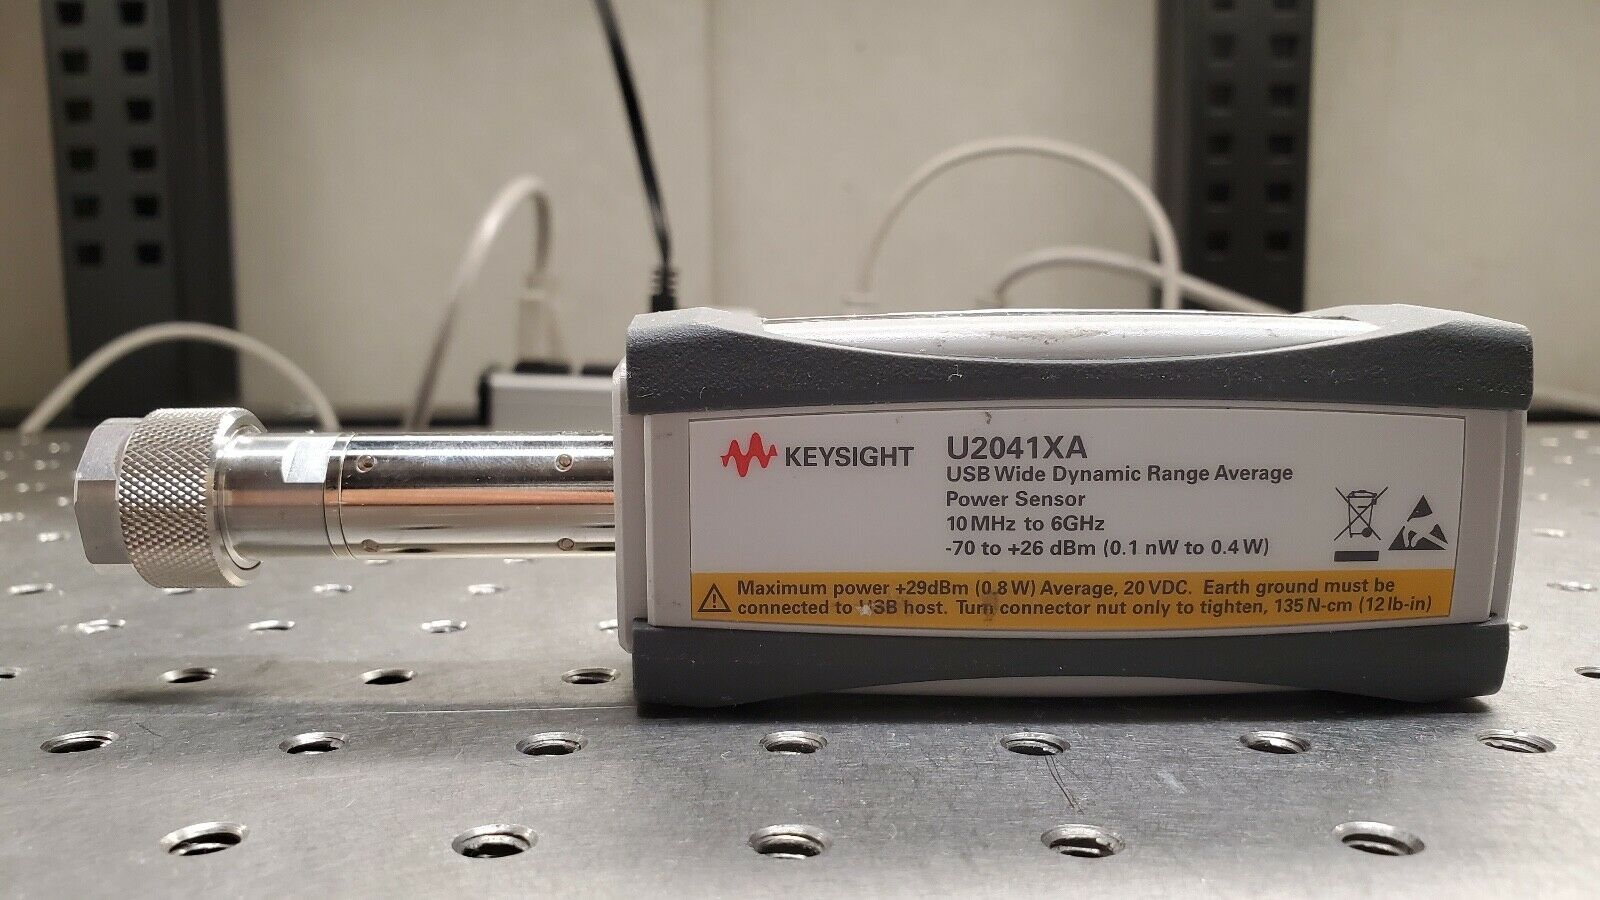 KEYSIGHT
U2041XA
USB Wide Dynamic Range Average
Power Sensor
10 MHz to 6GHz
-70 to +26 dBm (0.1 nW to 0.4 W)
Maximum power +29dBm (0.8 W) Average, 20 VDC. Earth ground must be
connected to USB host. Turn connector nut only to tighten, 135 N-cm (12 lb-in)